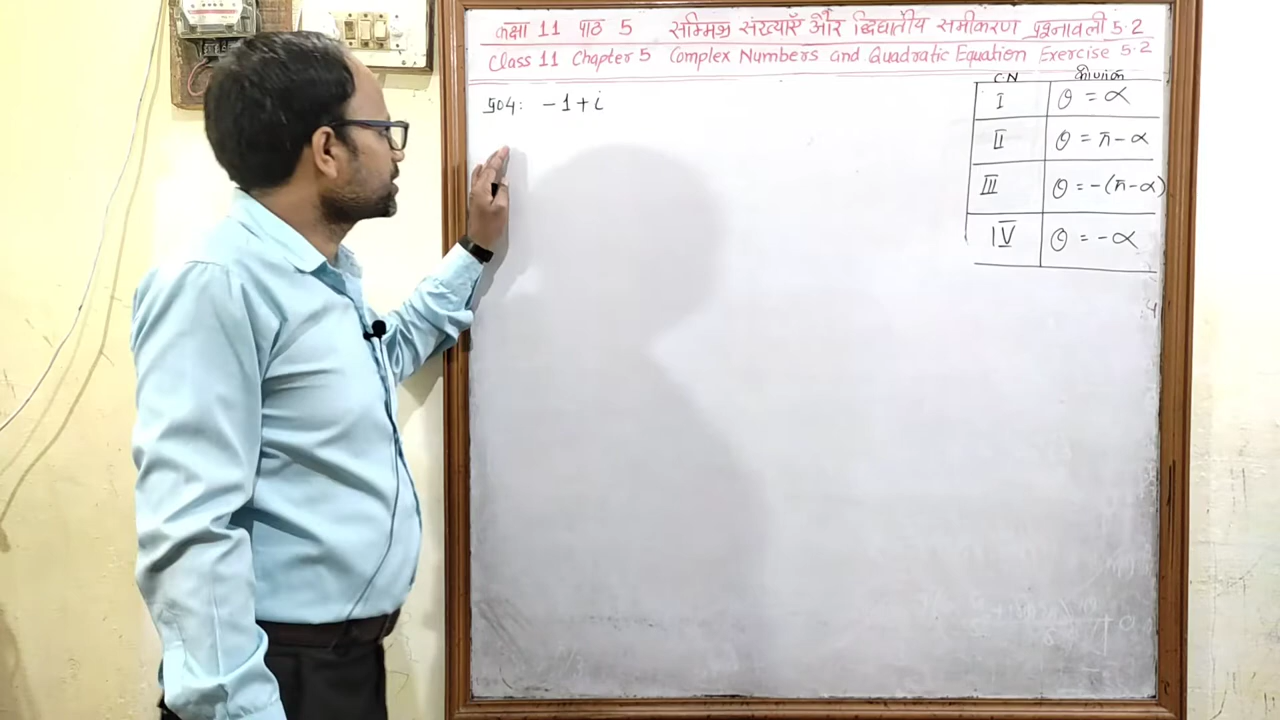 कक्षा 11 पाठ 5 सम्मिश्र संख्याएँ और द्विघातीय समीकरण प्रश्नावली 5.2
Class 11 Chapter 5 Complex Numbers and Quadratic Equation Exercise 5.2
प्र०4: -1+i
C.N
I θ = α
II θ = π-α
III θ = -(π-α)
IV θ = -α